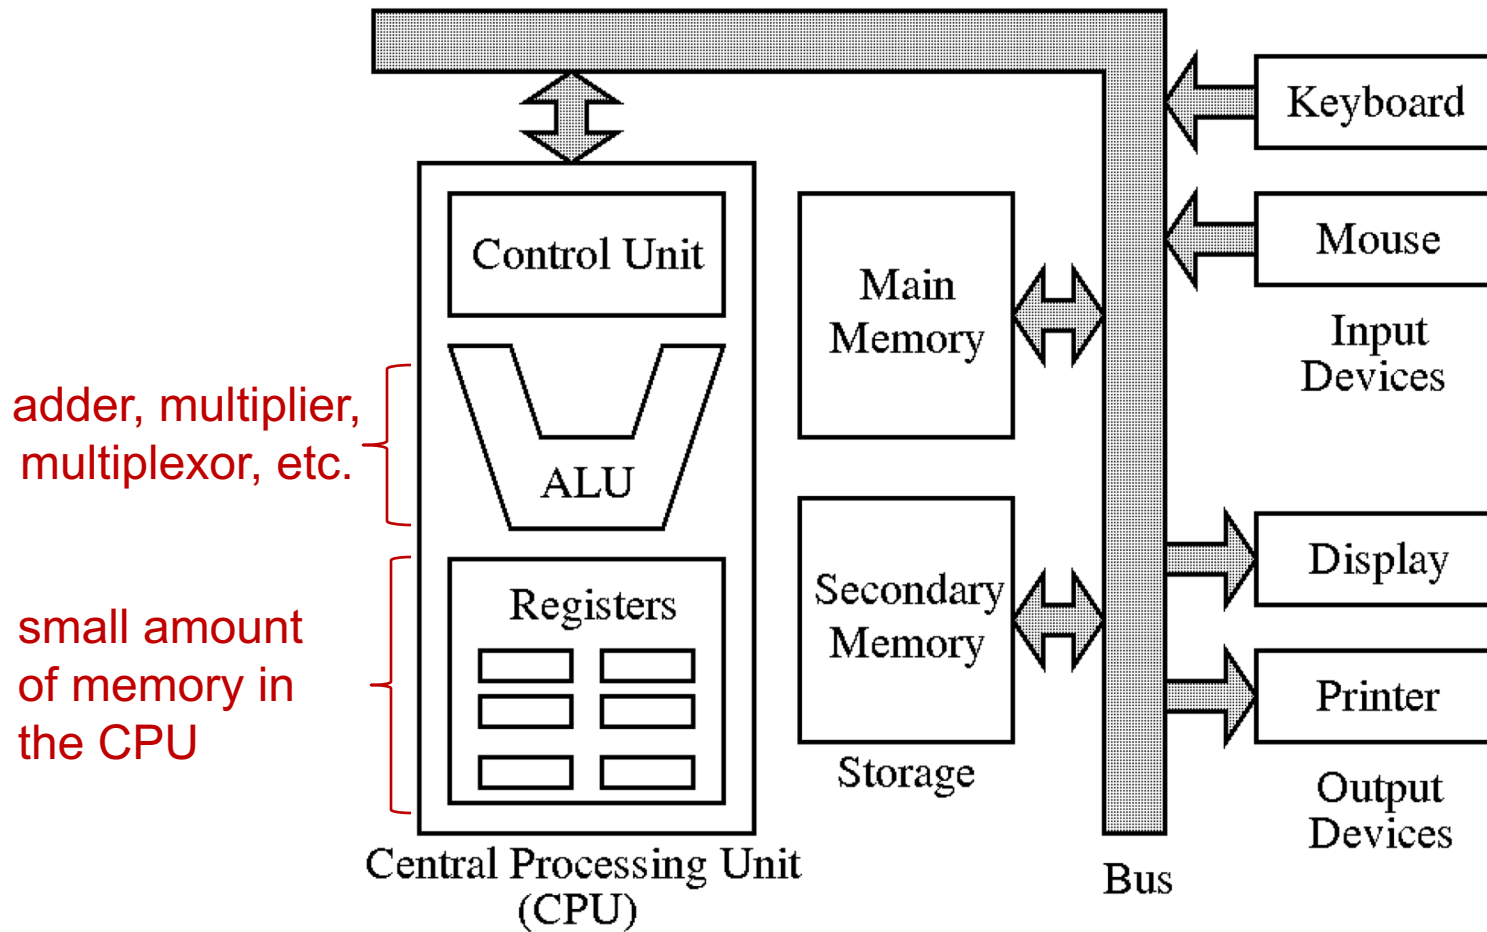 Keyboard
Control Unit
Mouse
Main
Memory
Input
Devices
adder, multiplier,
multiplexor, etc.
ALU
Secondary
Memory
Display
Registers
small amount
of memory in
the CPU
Printer
Storage
Output
Devices
Central Processing Unit
(CPU)
Bus